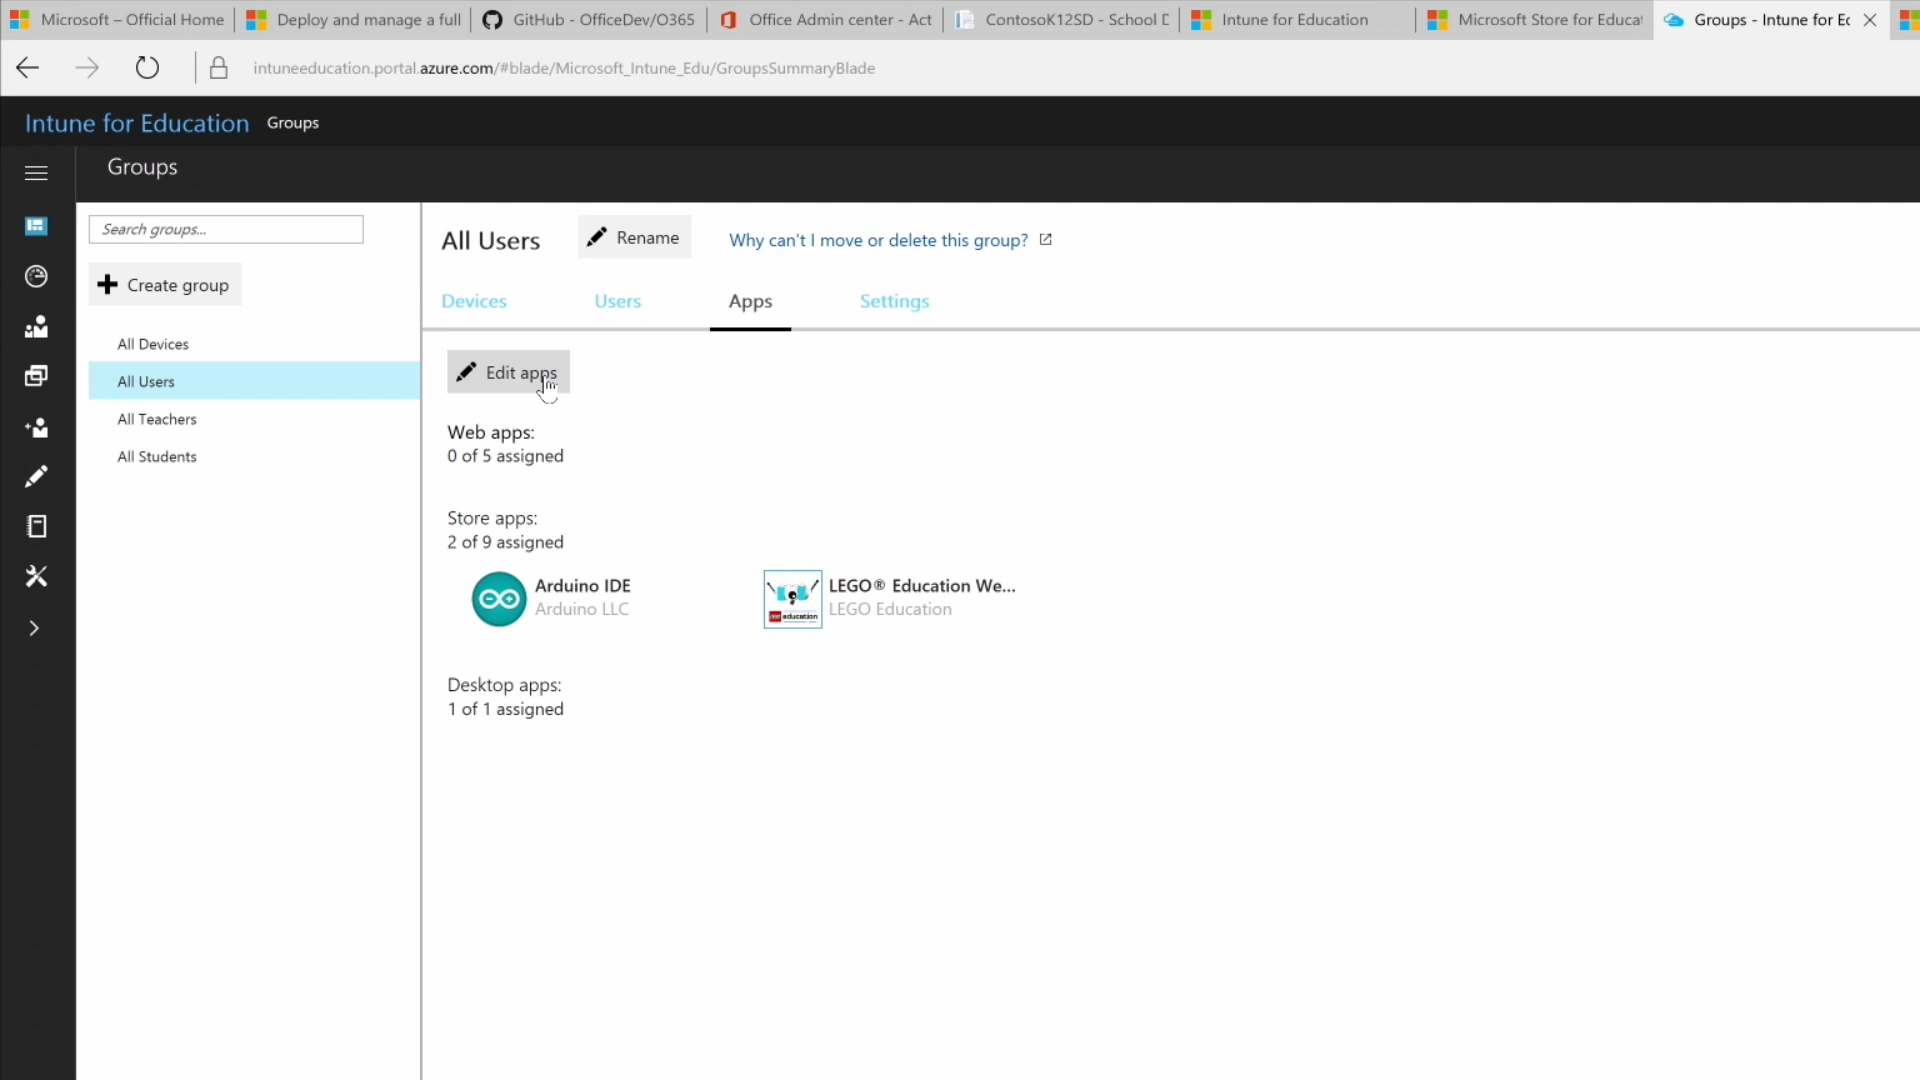 Microsoft – Official Home
Deploy and manage a full
GitHub - OfficeDev/O365
Office Admin center - Act
ContosoK12SD - School D
Intune for Education
Microsoft Store for Educat
Groups - Intune for Ec
intuneeducation.portal.azure.com/#blade/Microsoft_Intune_Edu/GroupsSummaryBlade
Intune for Education Groups
Groups
Search groups...
Create group
All Devices
All Users
All Teachers
All Students
All Users
Rename
Why can't I move or delete this group?
Devices
Users
Apps
Settings
Edit apps
Web apps:
0 of 5 assigned
Store apps:
2 of 9 assigned
Arduino IDE
Arduino LLC
education
LEGO® Education We...
LEGO Education
Desktop apps:
1 of 1 assigned